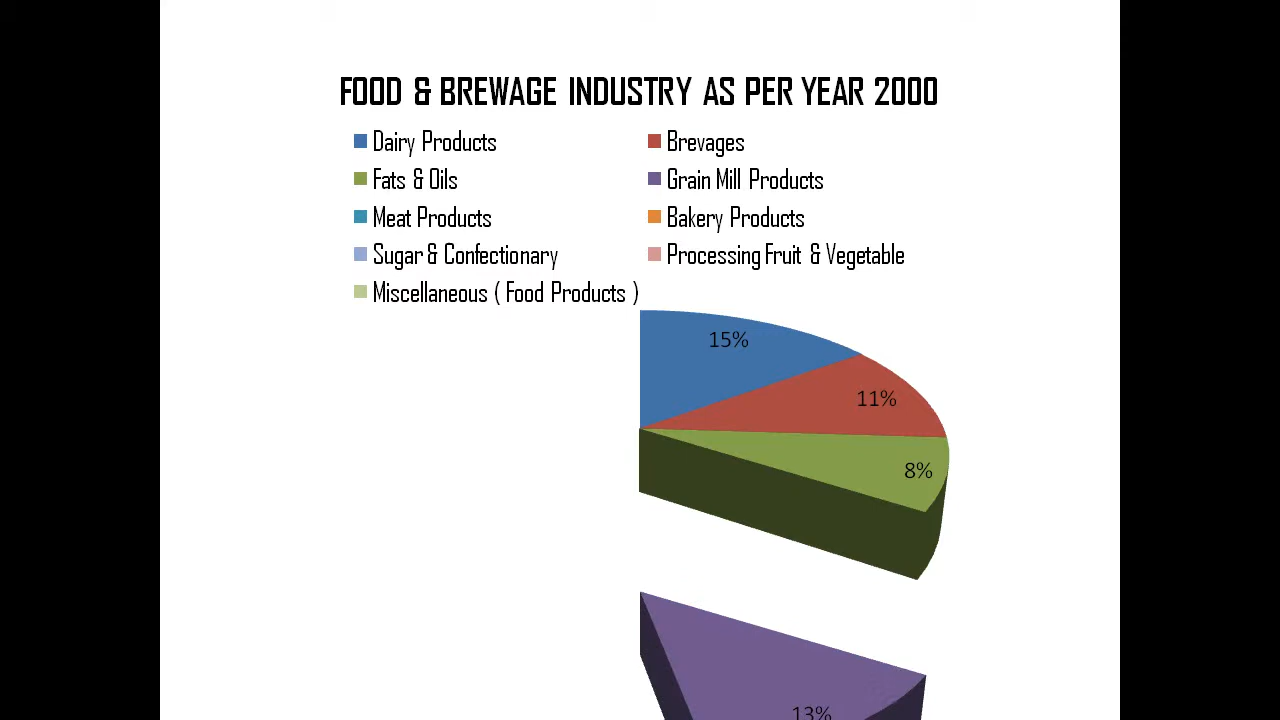 FOOD & BREWAGE INDUSTRY AS PER YEAR 2000
Dairy Products
Brevages
Fats & Oils
Grain Mill Products
Meat Products
Bakery Products
Sugar & Confectionary
Processing Fruit & Vegetable
Miscellaneous ( Food Products )
15%
11%
8%
13%